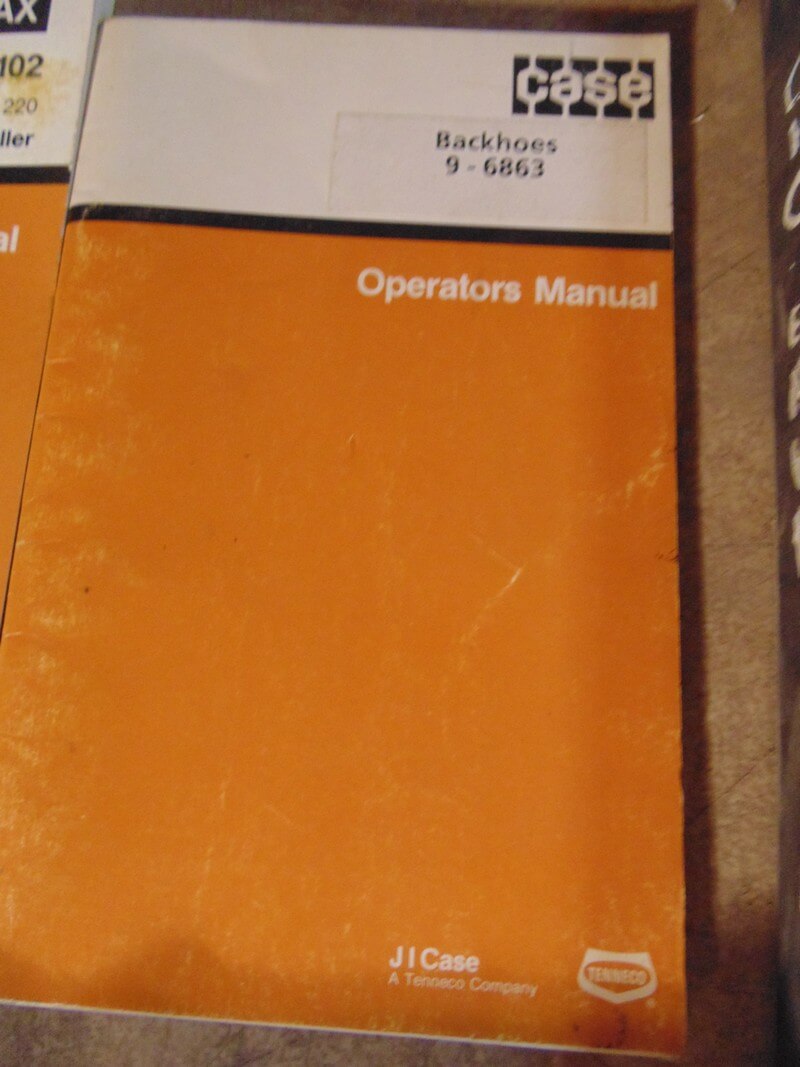 AX
102
220
ller
al
case
Backhoes
9 - 6863
Operators Manual
J I Case
A Tenneco Company
TENNECO